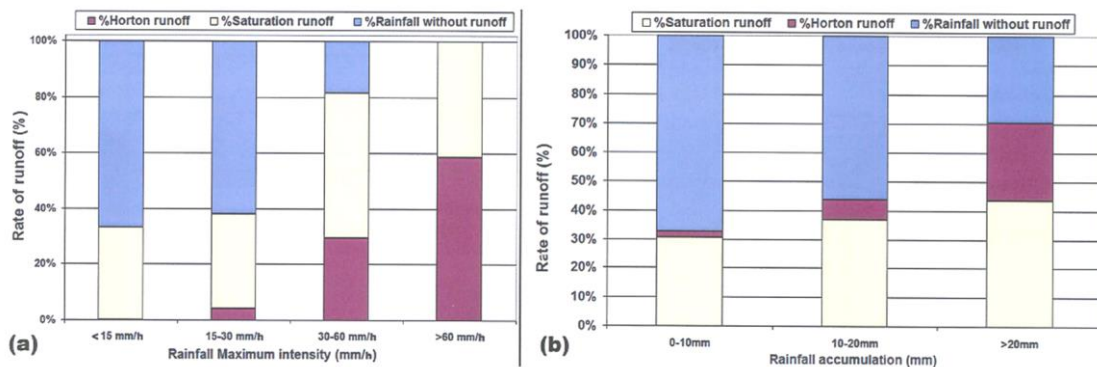 %Horton runoff %Saturation runoff %Rainfall without runoff
100%
80%
60%
40%
20%
0%
Rate of runoff (%)
< 15 mm/h 15-30 mm/h 30-60 mm/h >60 mm/h
Rainfall Maximum intensity (mm/h)
(a)
%Saturation runoff %Horton runoff %Rainfall without runoff
100%
90%
80%
70%
60%
50%
40%
30%
20%
10%
0%
Rate of runoff (%)
0-10mm 10-20mm >20mm
Rainfall accumulation (mm)
(b)